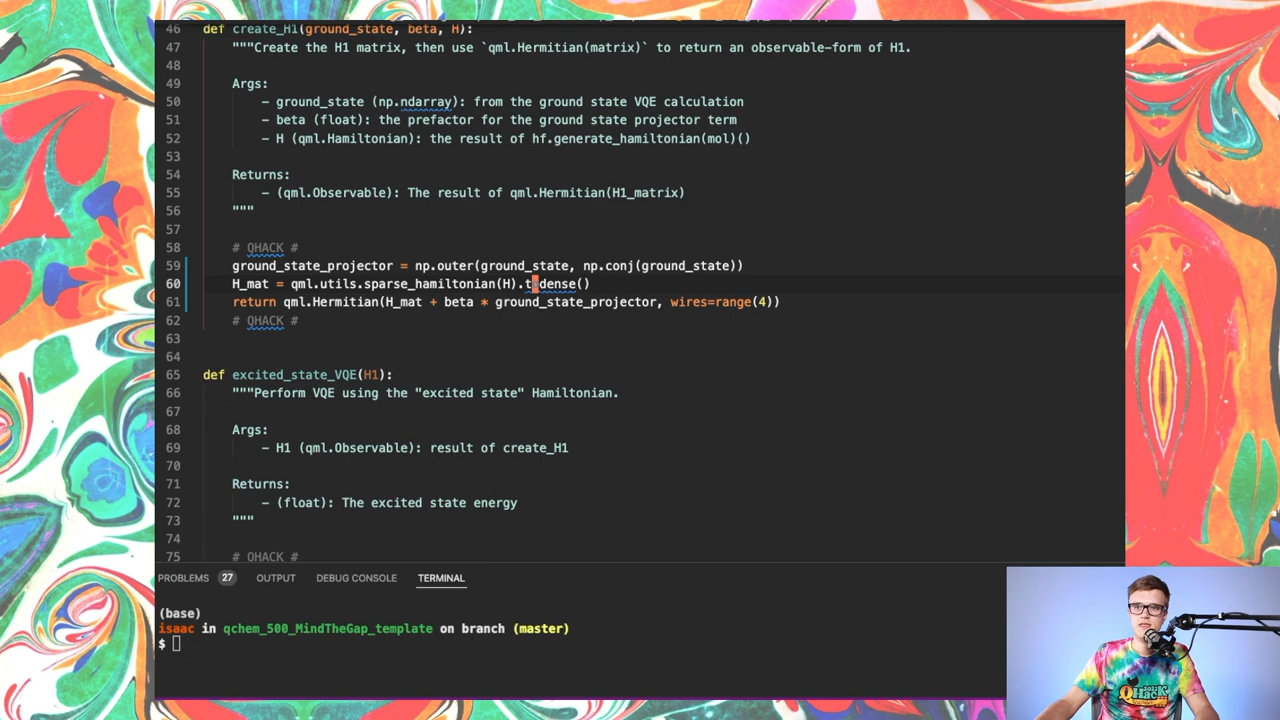 46 def create_H1(ground_state, beta, H):
47 """Create the H1 matrix, then use `qml.Hermitian(matrix)` to return an observable-form of H1.
48
49 Args:
50 - ground_state (np.ndarray): from the ground state VQE calculation
51 - beta (float): the prefactor for the ground state projector term
52 - H (qml.Hamiltonian): the result of hf.generate_hamiltonian(mol)()
53
54 Returns:
55 - (qml.Observable): The result of qml.Hermitian(H1_matrix)
56 """
57
58 # QHACK #
59 ground_state_projector = np.outer(ground_state, np.conj(ground_state))
60 H_mat = qml.utils.sparse_hamiltonian(H).todense()
61 return qml.Hermitian(H_mat + beta * ground_state_projector, wires=range(4))
62 # QHACK #
63
64
65 def excited_state_VQE(H1):
66 """Perform VQE using the "excited state" Hamiltonian.
67
68 Args:
69 - H1 (qml.Observable): result of create_H1
70
71 Returns:
72 - (float): The excited state energy
73 """
74
75 # QHACK #
PROBLEMS 27 OUTPUT DEBUG CONSOLE TERMINAL
(base)
isaac in qchem_500_MindTheGap_template on branch (master)
$
QHack